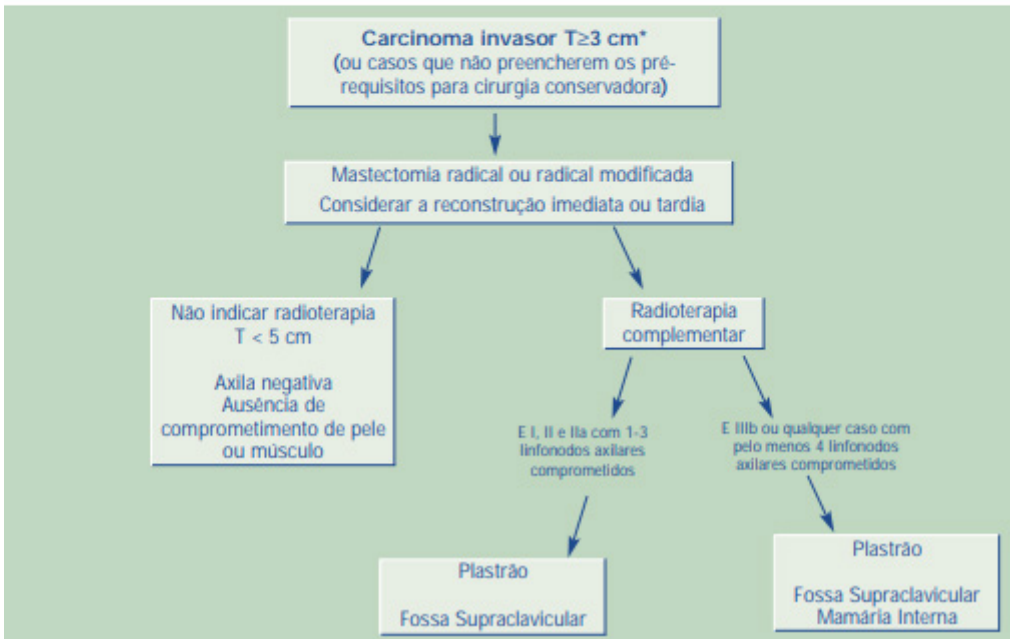 Carcinoma invasor T≥3 cm*
(ou casos que não preencherem os pré-
requisitos para cirurgia conservadora)
Mastectomia radical ou radical modificada
Considerar a reconstrução imediata ou tardia
Não indicar radioterapia
T < 5 cm
Axila negativa
Ausência de
comprometimento de pele
ou músculo
Radioterapia
complementar
E I, II e IIa com 1-3
linfonodos axilares
comprometidos
E IIIb ou qualquer caso com
pelo menos 4 linfonodos
axilares comprometidos
Plastrão
Fossa Supraclavicular
Plastrão
Fossa Supraclavicular
Mamária Interna